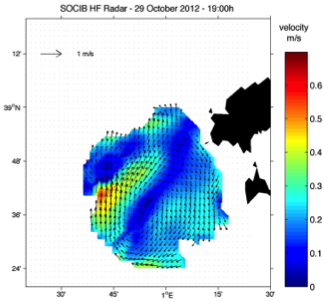 SOCIB HF Radar - 29 October 2012 - 19:00h
velocity
m/s
12'
1 m/s
0.6
39°N
0.5
48'
0.4
0.3
36'
0.2
0.1
24'
0
30' 45' 1°E 15' 30'